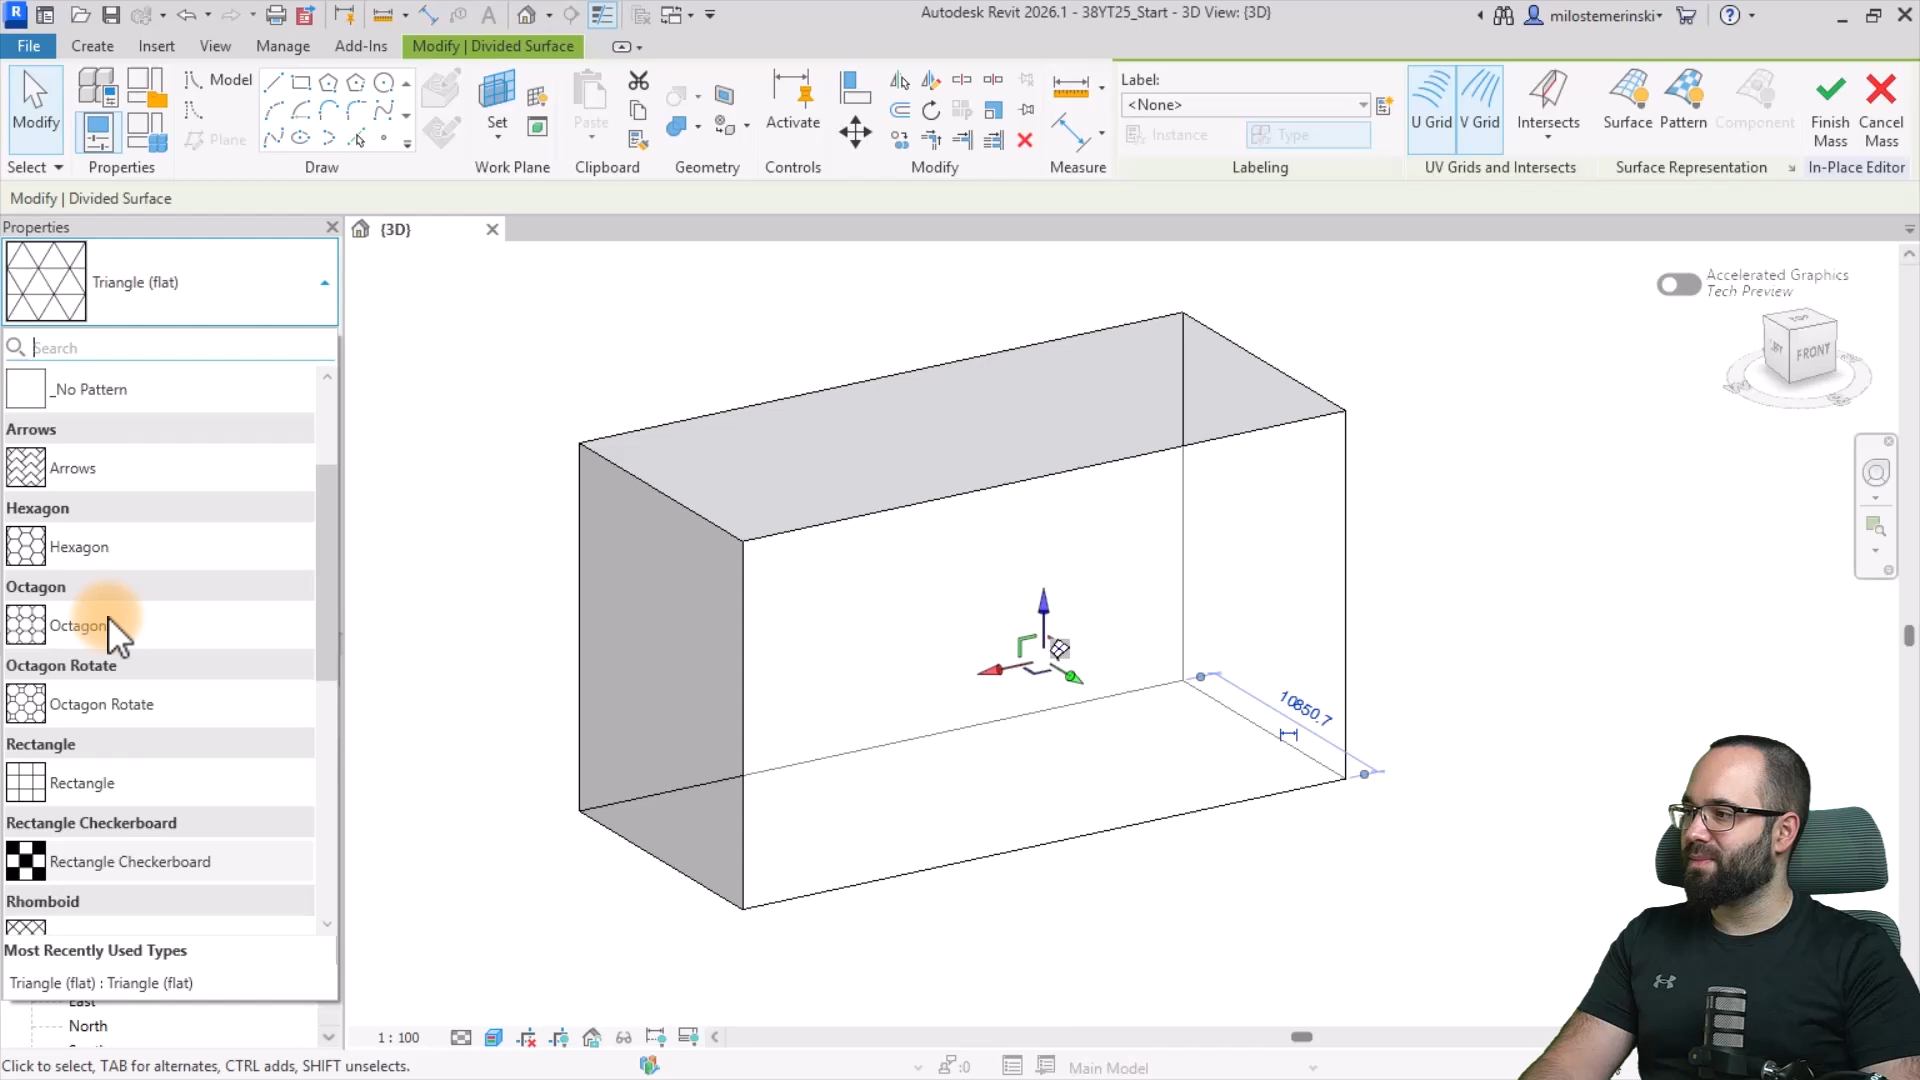 Autodesk Revit 2026.1 - 38YT25_Start - 3D View: {3D}
milostemerinski
File Create Insert View Manage Add-Ins Modify | Divided Surface
Modify
Select
Properties
Model
Plane
Draw
Set
Work Plane
Paste
Clipboard
Geometry
Activate
Controls
Modify
Measure
Label:
<None>
Instance Type
Labeling
U Grid V Grid Intersects
UV Grids and Intersects
Surface Pattern Component
Surface Representation
Finish Mass
Cancel Mass
In-Place Editor
Modify | Divided Surface
Properties
{3D}
Triangle (flat)
Search
_No Pattern
Arrows
Arrows
Hexagon
Hexagon
Octagon
Octagon
Octagon Rotate
Octagon Rotate
Rectangle
Rectangle
Rectangle Checkerboard
Rectangle Checkerboard
Rhomboid
Most Recently Used Types
Triangle (flat) : Triangle (flat)
East
North
Accelerated Graphics
Tech Preview
TOP
FRONT
10850.7
1 : 100
Click to select, TAB for alternates, CTRL adds, SHIFT unselects.
:0
Main Model